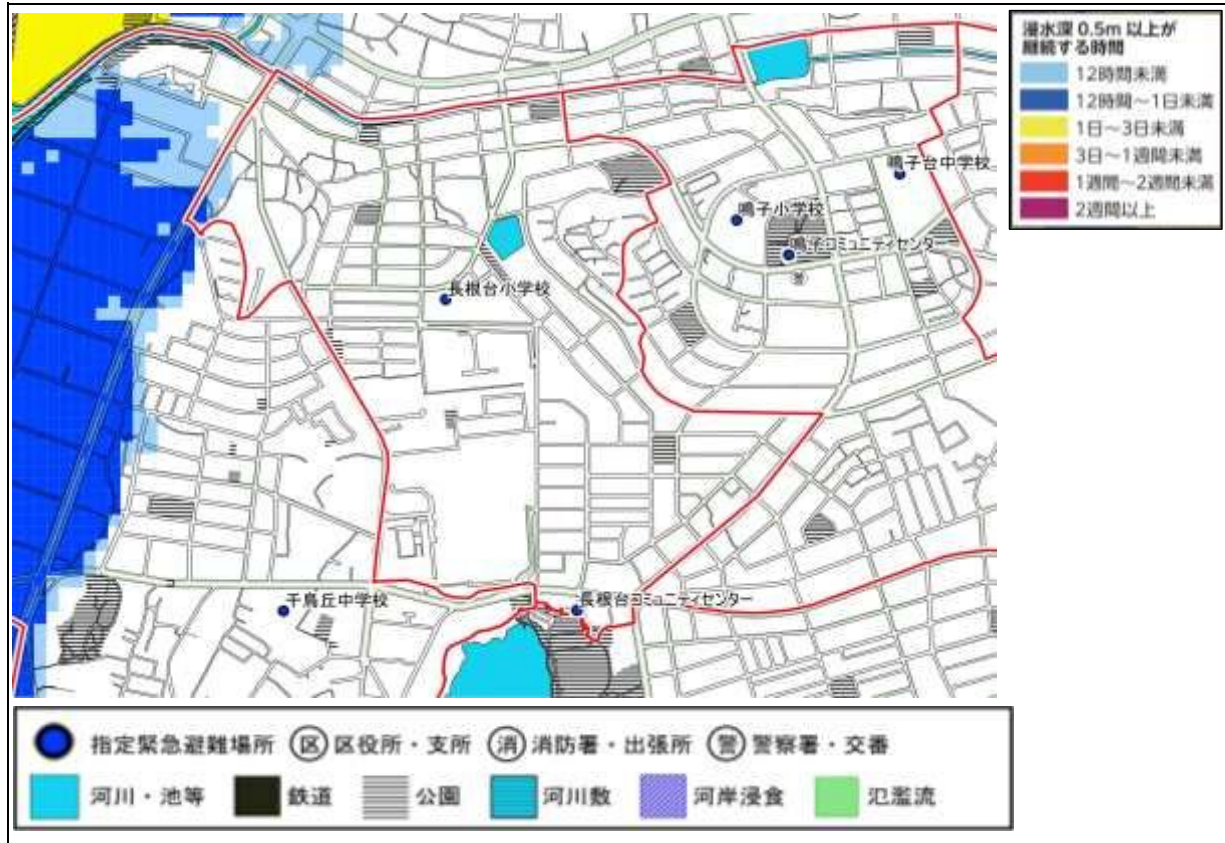 浸水深 0.5m 以上が
継続する時間
12時間未満
12時間～1日未満
1日～3日未満
3日～1週間未満
1週間～2週間未満
2週間以上
鳴子台中学校
鳴子小学校
鳴子コミュニティセンター
長根台小学校
千鳥丘中学校
長根台コミュニティセンター
指定緊急避難場所 区 区役所・支所 消 消防署・出張所 警 警察署・交番
河川・池等 鉄道 公園 河川敷 河岸浸食 氾濫流